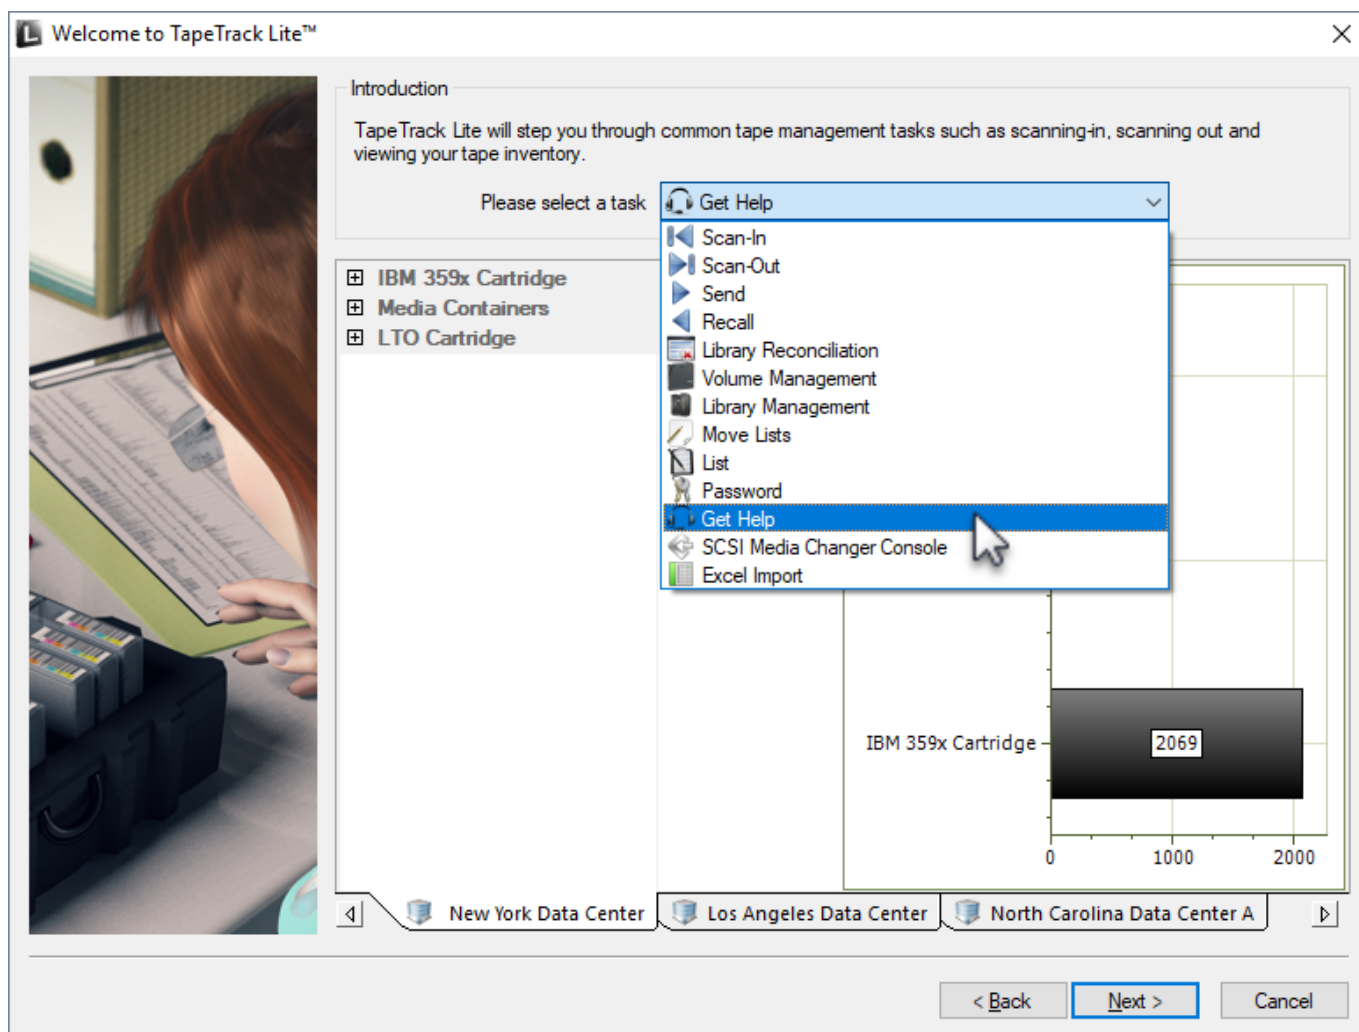 Welcome to TapeTrack Lite™
Introduction
TapeTrack Lite will step you through common tape management tasks such as scanning-in, scanning out and
viewing your tape inventory.
Please select a task
Get Help
Scan-In
Scan-Out
Send
Recall
Library Reconciliation
Volume Management
Library Management
Move Lists
List
Password
Get Help
SCSI Media Changer Console
Excel Import
IBM 359x Cartridge
Media Containers
LTO Cartridge
IBM 359x Cartridge
2069
0 1000 2000
New York Data Center
Los Angeles Data Center
North Carolina Data Center A
< Back
Next >
Cancel